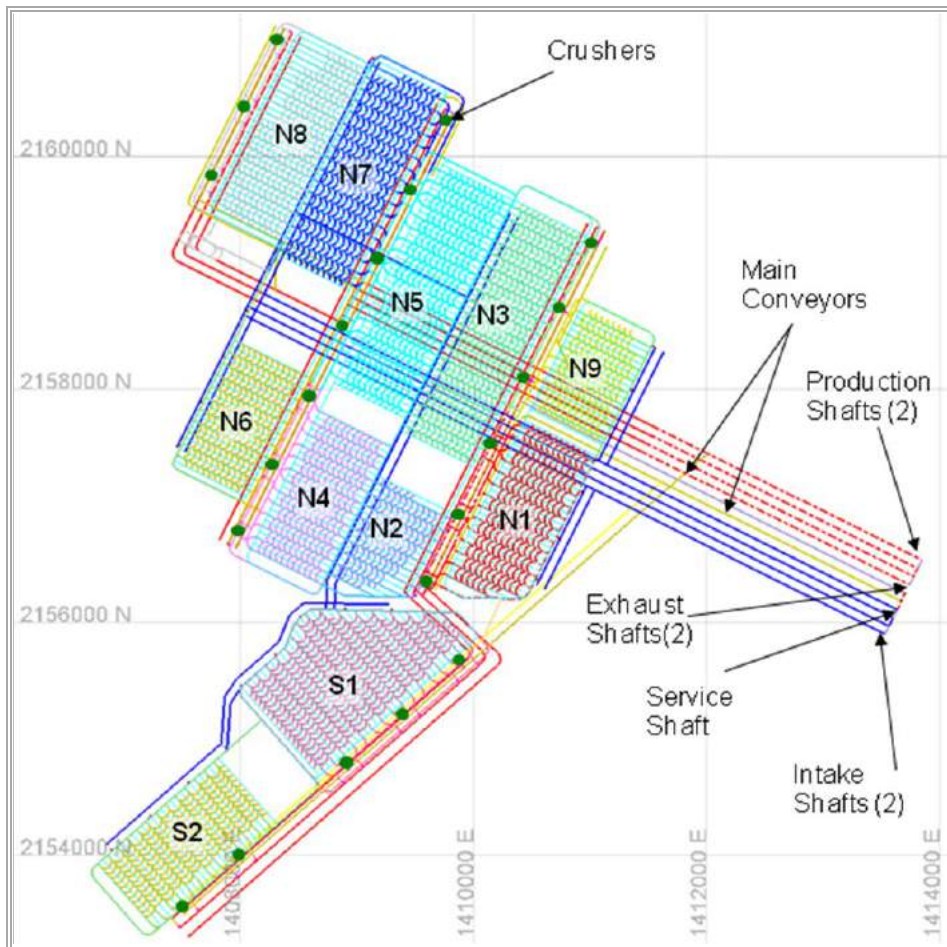 Crushers
N8
2160000 N
N7
Main
Conveyors
N5
N3
Production
Shafts (2)
N9
2158000 N
N6
N4
N1
N2
Exhaust
Shafts(2)
2156000 N
S1
Service
Shaft
Intake
Shafts (2)
S2
2154000 N
1408000 E
1410000 E
1412000 E
1414000 E